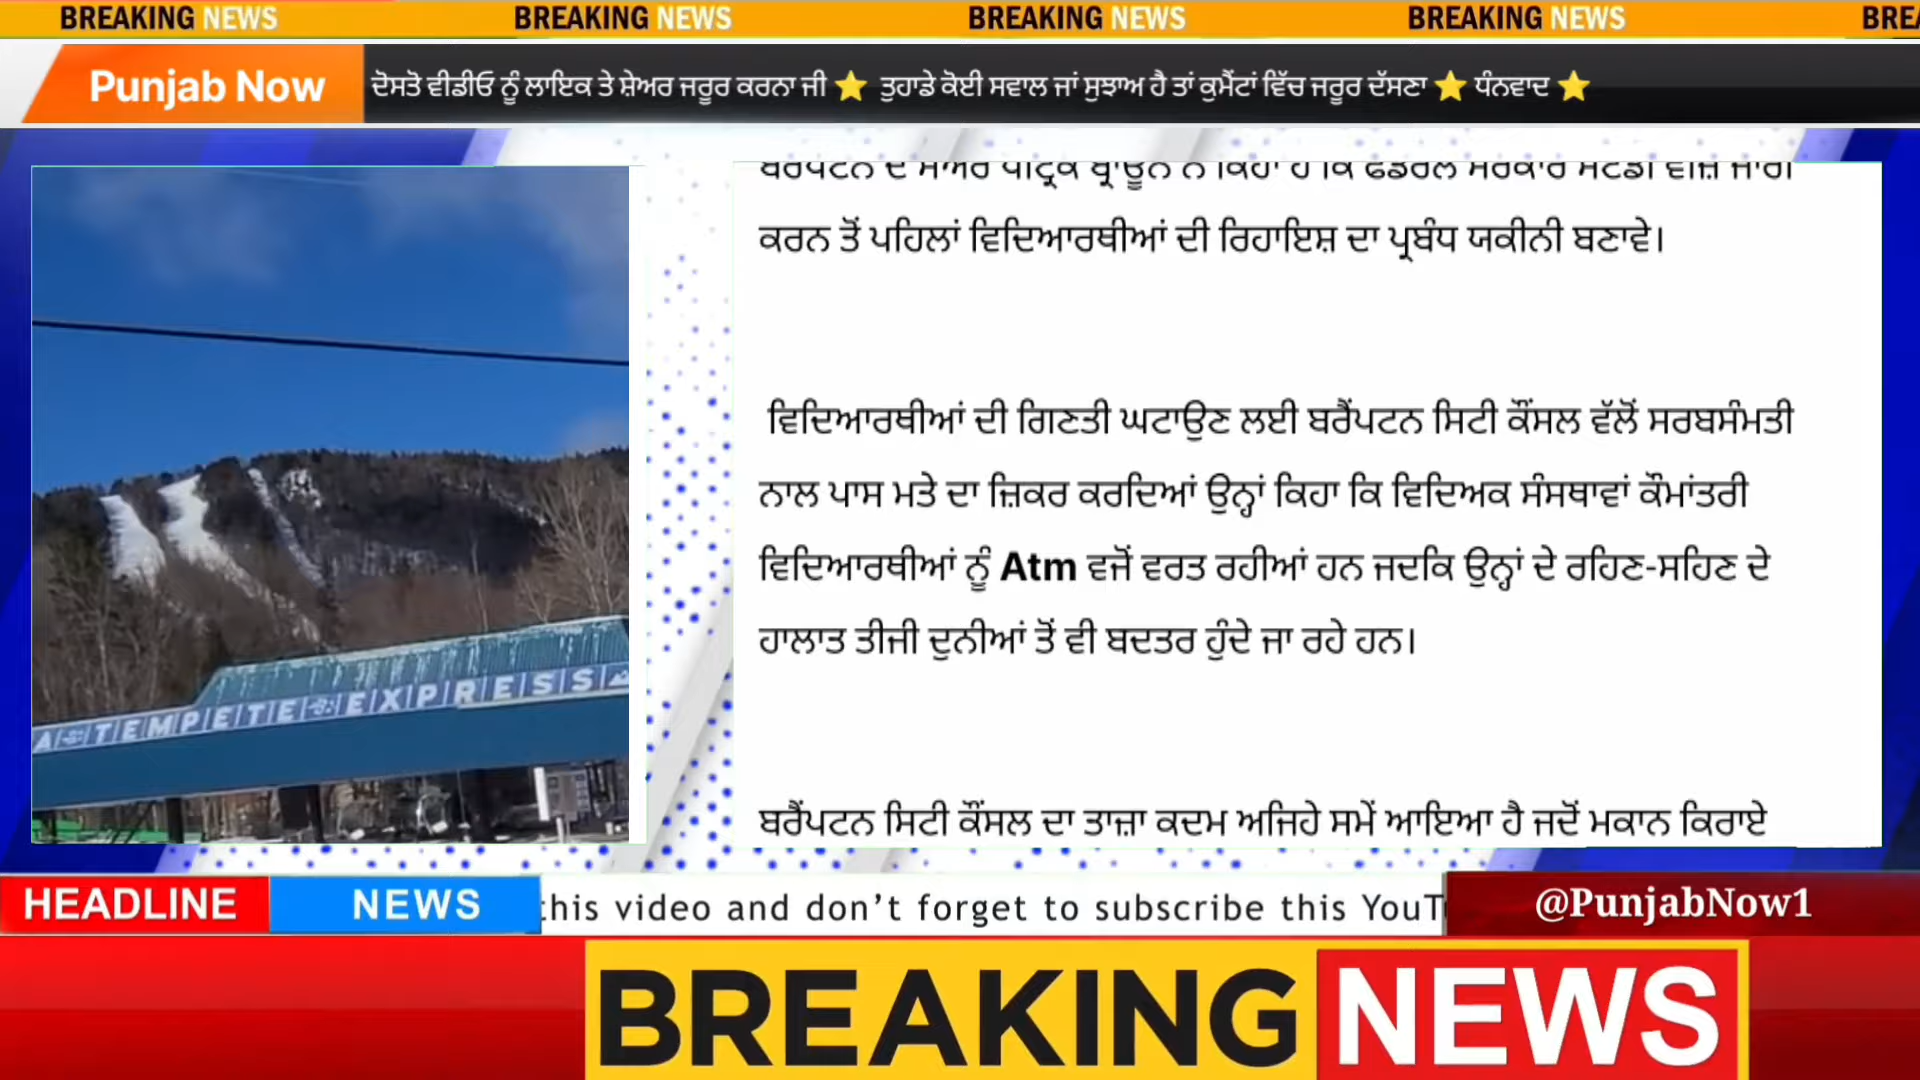 BREAKING NEWS BREAKING NEWS BREAKING NEWS BREAKING NEWS BRE
Punjab Now
ਦੋਸਤੋ ਵੀਡੀਓ ਨੂੰ ਲਾਇਕ ਤੇ ਸ਼ੇਅਰ ਜਰੂਰ ਕਰਨਾ ਜੀ ⭐ ਤੁਹਾਡੇ ਕੋਈ ਸਵਾਲ ਜਾਂ ਸੁਝਾਅ ਹੈ ਤਾਂ ਕੁਮੈਂਟਾਂ ਵਿੱਚ ਜਰੂਰ ਦੱਸਣਾ ⭐ ਧੰਨਵਾਦ ⭐
ਕਰਨ ਤੋਂ ਪਹਿਲਾਂ ਵਿਦਿਆਰਥੀਆਂ ਦੀ ਰਿਹਾਇਸ਼ ਦਾ ਪ੍ਰਬੰਧ ਯਕੀਨੀ ਬਣਾਵੇ।
ਵਿਦਿਆਰਥੀਆਂ ਦੀ ਗਿਣਤੀ ਘਟਾਉਣ ਲਈ ਬਰੈਂਪਟਨ ਸਿਟੀ ਕੌਂਸਲ ਵੱਲੋਂ ਸਰਬਸੰਮਤੀ
ਨਾਲ ਪਾਸ ਮਤੇ ਦਾ ਜ਼ਿਕਰ ਕਰਦਿਆਂ ਉਨ੍ਹਾਂ ਕਿਹਾ ਕਿ ਵਿਦਿਅਕ ਸੰਸਥਾਵਾਂ ਕੌਮਾਂਤਰੀ
ਵਿਦਿਆਰਥੀਆਂ ਨੂੰ Atm ਵਜੋਂ ਵਰਤ ਰਹੀਆਂ ਹਨ ਜਦਕਿ ਉਨ੍ਹਾਂ ਦੇ ਰਹਿਣ-ਸਹਿਣ ਦੇ
ਹਾਲਾਤ ਤੀਜੀ ਦੁਨੀਆਂ ਤੋਂ ਵੀ ਬਦਤਰ ਹੁੰਦੇ ਜਾ ਰਹੇ ਹਨ।
ਬਰੈਂਪਟਨ ਸਿਟੀ ਕੌਂਸਲ ਦਾ ਤਾਜ਼ਾ ਕਦਮ ਅਜਿਹੇ ਸਮੇਂ ਆਇਆ ਹੈ ਜਦੋਂ ਮਕਾਨ ਕਿਰਾਏ
A TEMPETE EXPRESS
HEADLINE NEWS
this video and don't forget to subscribe this YouT
@PunjabNow1
BREAKING NEWS